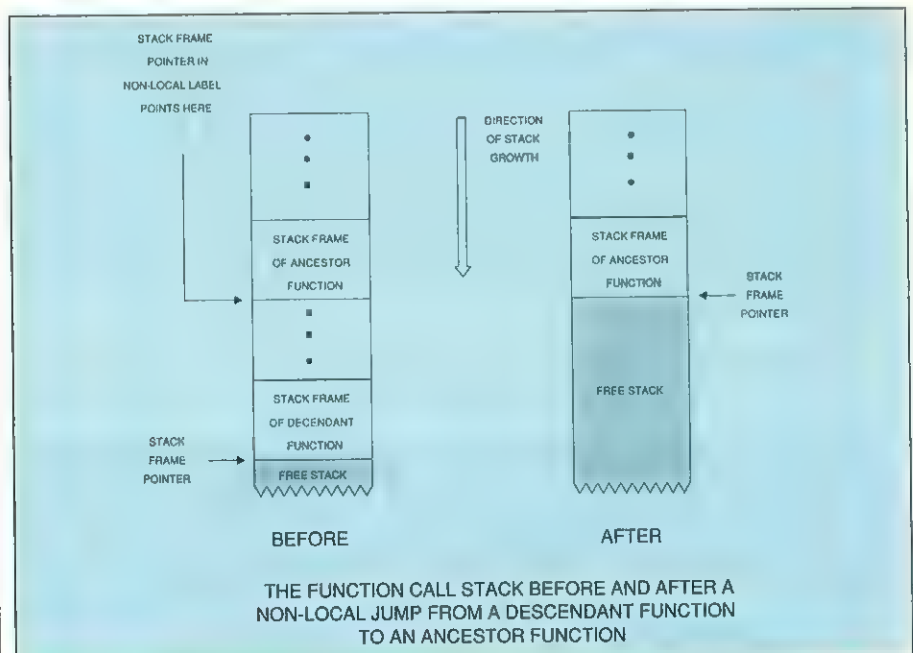 STACK FRAME
POINTER IN
NON-LOCAL LABEL
POINTS HERE
STACK FRAME
OF ANCESTOR
FUNCTION
STACK FRAME
OF DECENDANT
FUNCTION
STACK
FRAME
POINTER
FREE STACK
BEFORE
DIRECTION
OF STACK
GROWTH
STACK FRAME
OF ANCESTOR
FUNCTION
STACK
FRAME
POINTER
FREE STACK
AFTER
THE FUNCTION CALL STACK BEFORE AND AFTER A
NON-LOCAL JUMP FROM A DESCENDANT FUNCTION
TO AN ANCESTOR FUNCTION